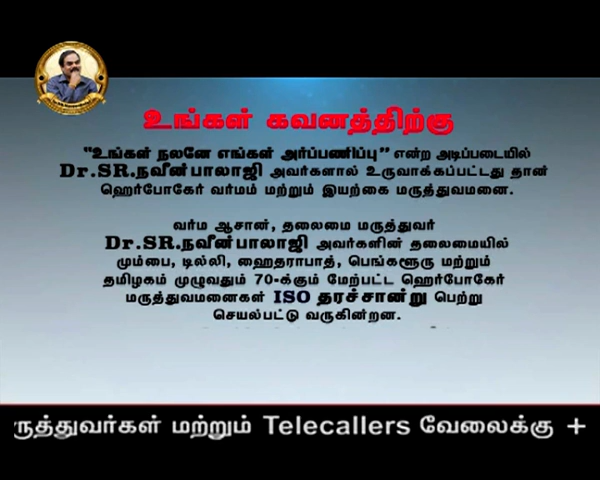 உங்கள் கவனத்திற்கு
"உங்கள் நலனே எங்கள் அர்ப்பணிப்பு" என்ற அடிப்படையில்
Dr.SR.நவீன்பாலாஜி அவர்களால் உருவாக்கப்பட்டது தான்
ஹெர்போகேர் வர்மம் மற்றும் இயற்கை மருத்துவமனை.
வர்ம ஆசான், தலைமை மருத்துவர்
Dr.SR.நவீன்பாலாஜி அவர்களின் தலைமையில்
மும்பை, டில்லி, ஹைதராபாத், பெங்களூரு மற்றும்
தமிழகம் முழுவதும் 70-க்கும் மேற்பட்ட ஹெர்போகேர்
மருத்துவமனைகள் ISO தரச்சான்று பெற்று
செயல்பட்டு வருகின்றன.
ருத்துவர்கள் மற்றும் Telecallers வேலைக்கு +